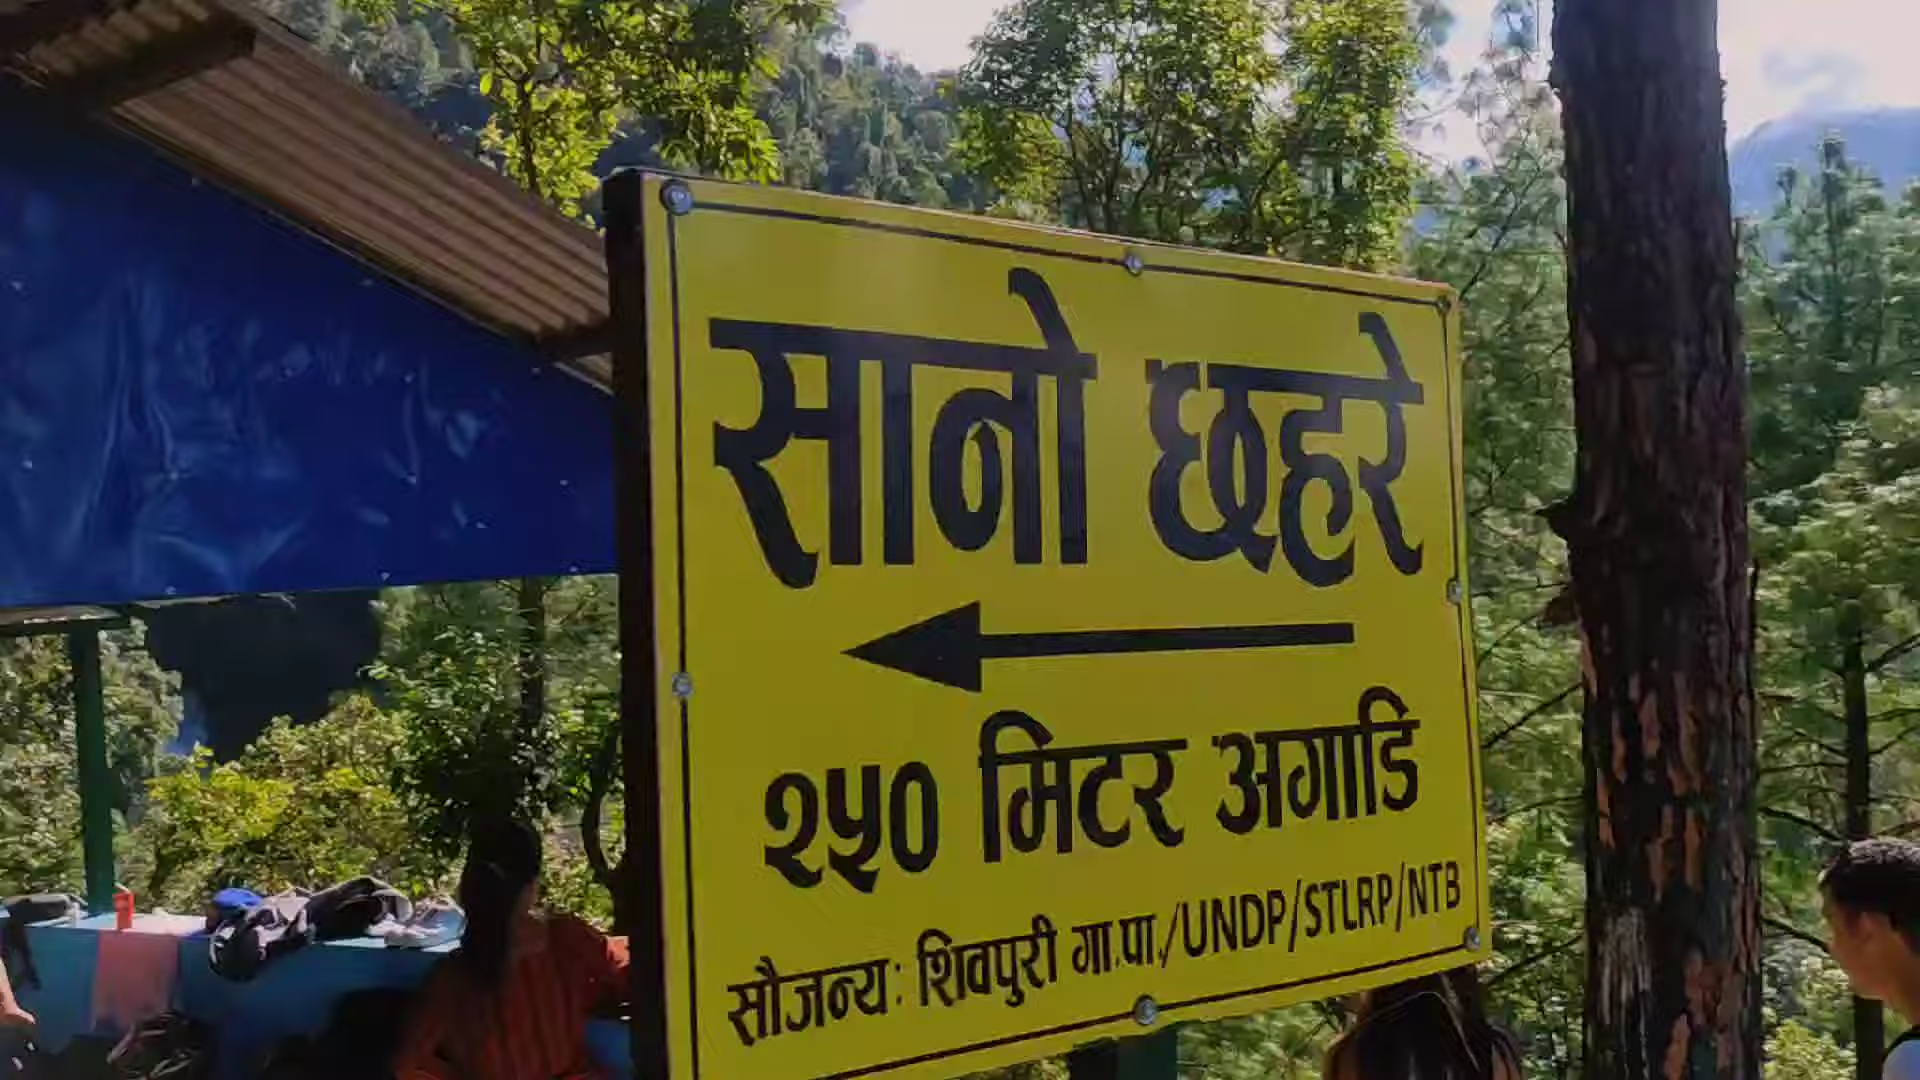 सानो छहरे
२५० मिटर अगाडि
सौजन्य: शिवपुरी गा.पा./UNDP/STLRP/NTB